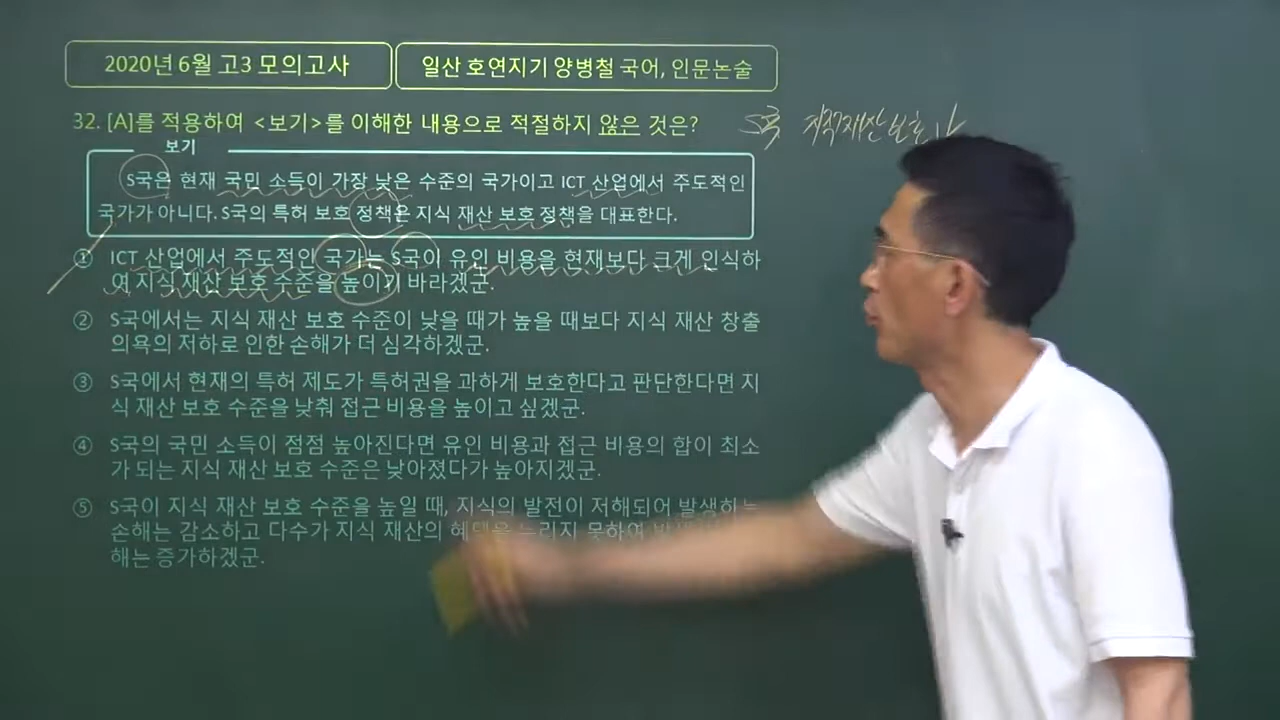 2020년 6월 고3 모의고사
일산 호연지기 양병철 국어, 인문논술
32. [A]를 적용하여 <보기>를 이해한 내용으로 적절하지 않은 것은?
S국 지적재산 보호
보기
S국은 현재 국민 소득이 가장 낮은 수준의 국가이고 ICT 산업에서 주도적인
국가가 아니다. S국의 특허 보호 정책은 지식 재산 보호 정책을 대표한다.
① ICT 산업에서 주도적인 국가는 S국이 유인 비용을 현재보다 크게 인식하
여 지식 재산 보호 수준을 높이기 바라겠군.
② S국에서는 지식 재산 보호 수준이 낮을 때가 높을 때보다 지식 재산 창출
의욕의 저하로 인한 손해가 더 심각하겠군.
③ S국에서 현재의 특허 제도가 특허권을 과하게 보호한다고 판단한다면 지
식 재산 보호 수준을 낮춰 접근 비용을 높이고 싶겠군.
④ S국의 국민 소득이 점점 높아진다면 유인 비용과 접근 비용의 합이 최소
가 되는 지식 재산 보호 수준은 낮아졌다가 높아지겠군.
⑤ S국이 지식 재산 보호 수준을 높일 때, 지식의 발전이 저해되어 발생하는
손해는 감소하고 다수가 지식 재산의 혜택을 누리지 못하여
해는 증가하겠군.